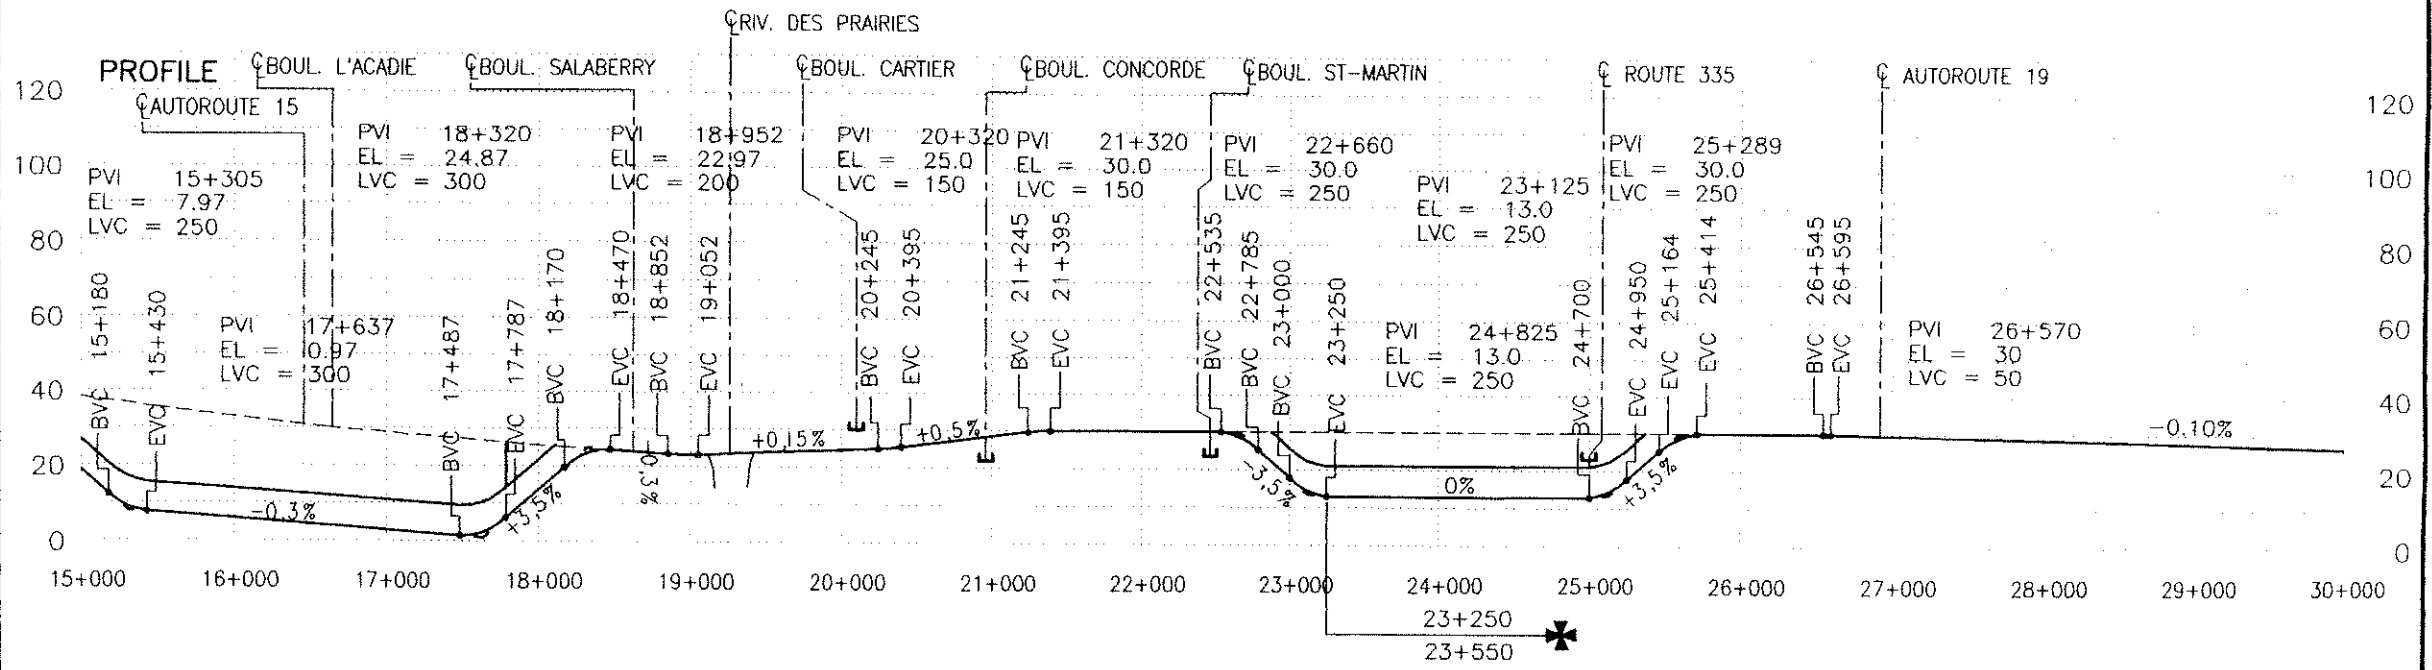 ℄RIV. DES PRAIRIES
PROFILE
℄BOUL. L'ACADIE
℄BOUL. SALABERRY
℄BOUL. CARTIER
℄BOUL. CONCORDE
℄BOUL. ST-MARTIN
℄ ROUTE 335
℄ AUTOROUTE 19
℄AUTOROUTE 15
120
100
80
60
40
20
0
120
100
80
60
40
20
0
PVI 15+305
EL = 7.97
LVC = 250
PVI 17+637
EL = 0.97
LVC = 300
PVI 18+320
EL = 24.87
LVC = 300
PVI 18+952
EL = 22.97
LVC = 200
PVI 20+320
EL = 25.0
LVC = 150
PVI 21+320
EL = 30.0
LVC = 150
PVI 22+660
EL = 30.0
LVC = 250
PVI 23+125
EL = 13.0
LVC = 250
PVI 24+825
EL = 13.0
LVC = 250
PVI 25+289
EL = 30.0
LVC = 250
PVI 26+570
EL = 30
LVC = 50
BVC 15+180
EVC 15+430
BVC 17+487
EVC 17+787
BVC 18+170
EVC 18+470
BVC 18+852
EVC 19+052
BVC 20+245
EVC 20+395
BVC 21+245
EVC 21+395
BVC 22+535
BVC 22+785
BVC 23+000
EVC 23+250
BVC 24+700
EVC 24+950
EVC 25+164
EVC 25+414
BVC 26+545
EVC 26+595
-0.3%
+3,5%
-0.3%
+0.15%
+0.5%
-3,5%
0%
+3,5%
-0.10%
15+000
16+000
17+000
18+000
19+000
20+000
21+000
22+000
23+000
24+000
25+000
26+000
27+000
28+000
29+000
30+000
23+250
23+550